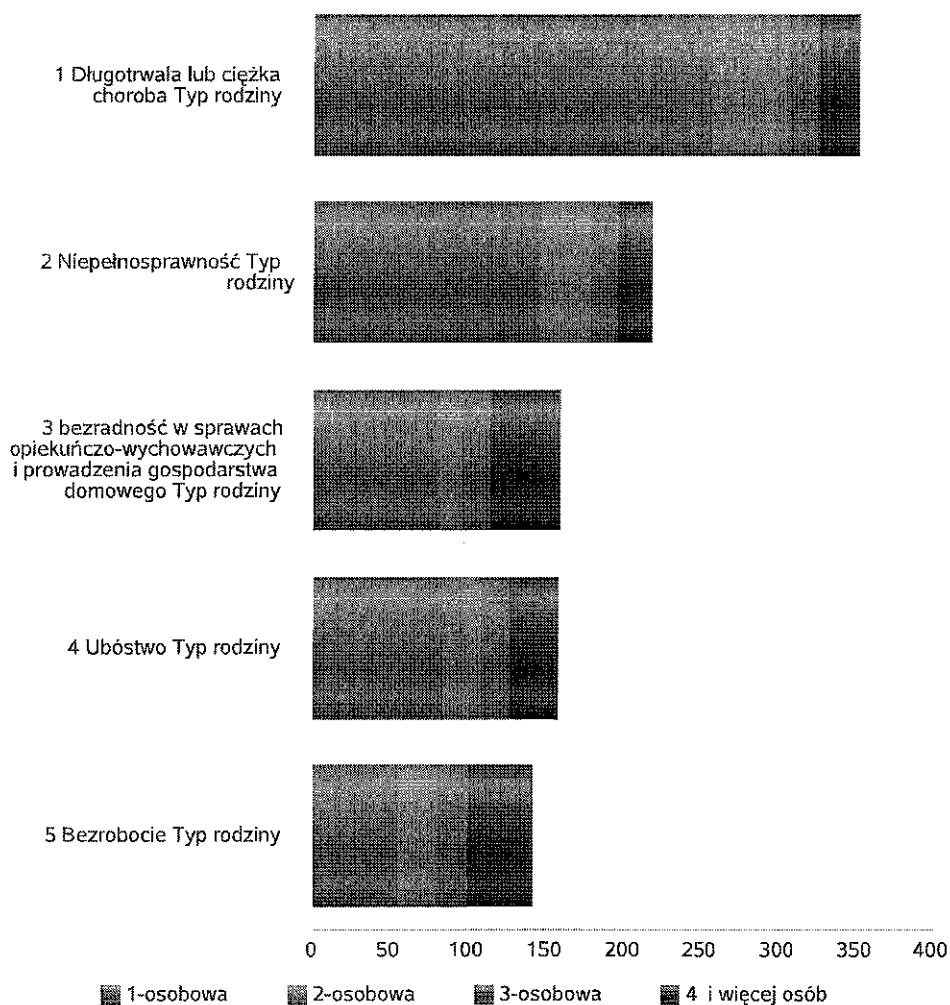 1 Długotrwała lub ciężka
choroba Typ rodziny
2 Niepełnosprawność Typ
rodziny
3 bezradność w sprawach
opiekuńczo-wychowawczych
i prowadzenia gospodarstwa
domowego Typ rodziny
4 Ubóstwo Typ rodziny
5 Bezrobocie Typ rodziny
0 50 100 150 200 250 300 350 400
1-osobowa 2-osobowa 3-osobowa 4 i więcej osób